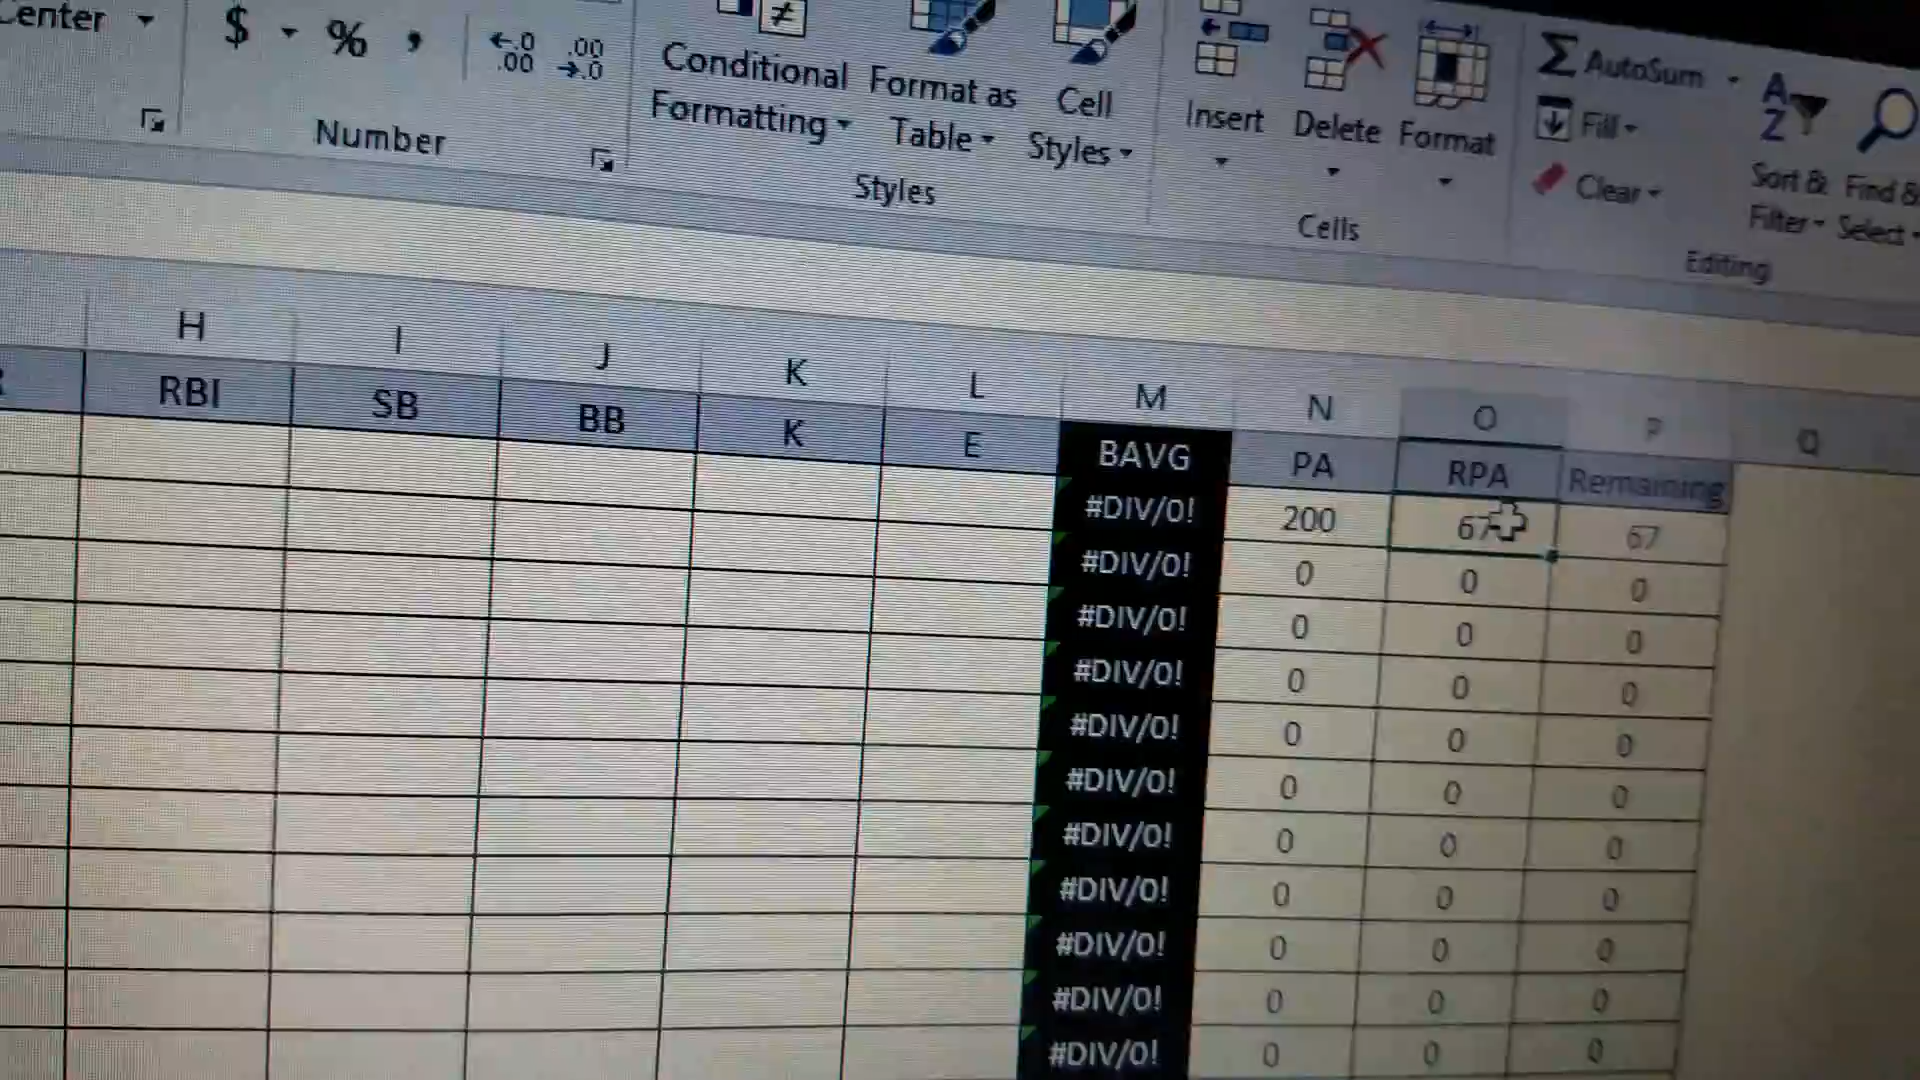 Center
$ % ,
←.0 .00
.00 →.0
Conditional Formatting
Format as Table
Cell Styles
Insert Delete Format
Σ AutoSum
Fill
Clear
A
Z
Sort & Filter
Find & Select
Number
Styles
Cells
Editing
H I J K L M N O P Q
RBI SB BB K E BAVG PA RPA Remaining
#DIV/0! 200 67 67
#DIV/0! 0 0 0
#DIV/0! 0 0 0
#DIV/0! 0 0 0
#DIV/0! 0 0 0
#DIV/0! 0 0 0
#DIV/0! 0 0 0
#DIV/0! 0 0 0
#DIV/0! 0 0 0
#DIV/0! 0 0 0
#DIV/0! 0 0 0